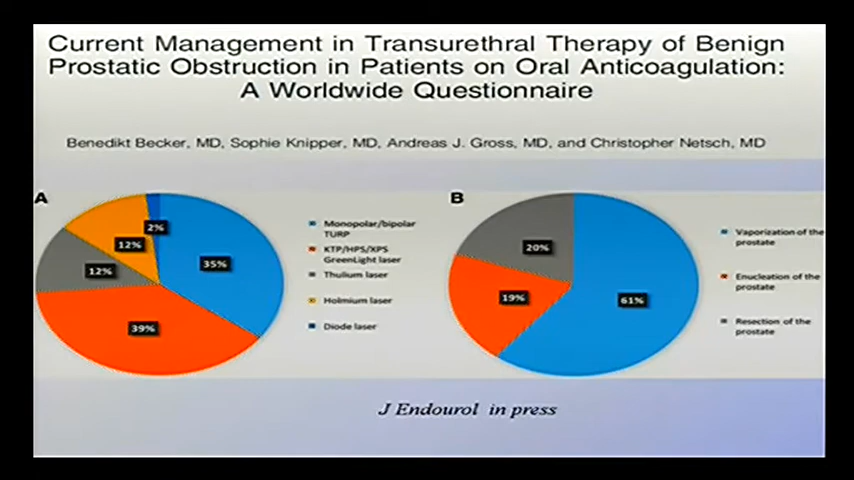 Current Management in Transurethral Therapy of Benign
Prostatic Obstruction in Patients on Oral Anticoagulation:
A Worldwide Questionnaire
Benedikt Becker, MD, Sophie Knipper, MD, Andreas J. Gross, MD, and Christopher Netsch, MD
A
2%
12%
12%
35%
39%
Monopolar/bipolar
TURP
KTP/HPS/XPS
GreenLight laser
Thulium laser
Holmium laser
Diode laser
B
20%
19%
61%
Vaporization of the
prostate
Enucleation of the
prostate
Resection of the
prostate
J Endourol in press